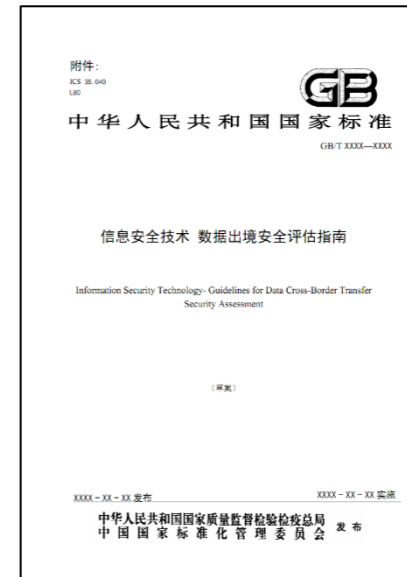 附件：
ICS 35.040
L80
GB
中华人民共和国国家标准
GB/T XXXX—XXXX
信息安全技术 数据出境安全评估指南
Information Security Technology- Guidelines for Data Cross-Border Transfer
Security Assessment
（草案）
XXXX – XX – XX 发布
XXXX – XX – XX 实施
中华人民共和国国家质量监督检验检疫总局
中国国家标准化管理委员会
发布